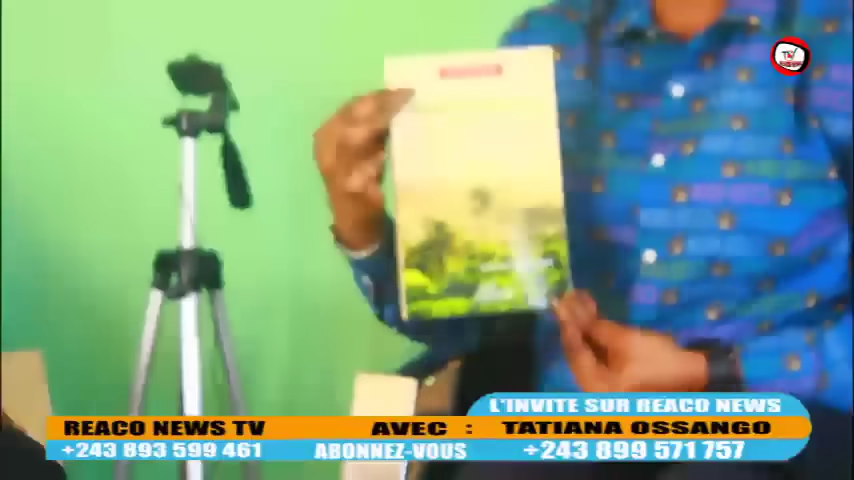 L'INVITE SUR REACO NEWS
REACO NEWS TV AVEC : TATIANA OSSANGO
+243 893 599 461 ABONNEZ-VOUS +243 899 571 757